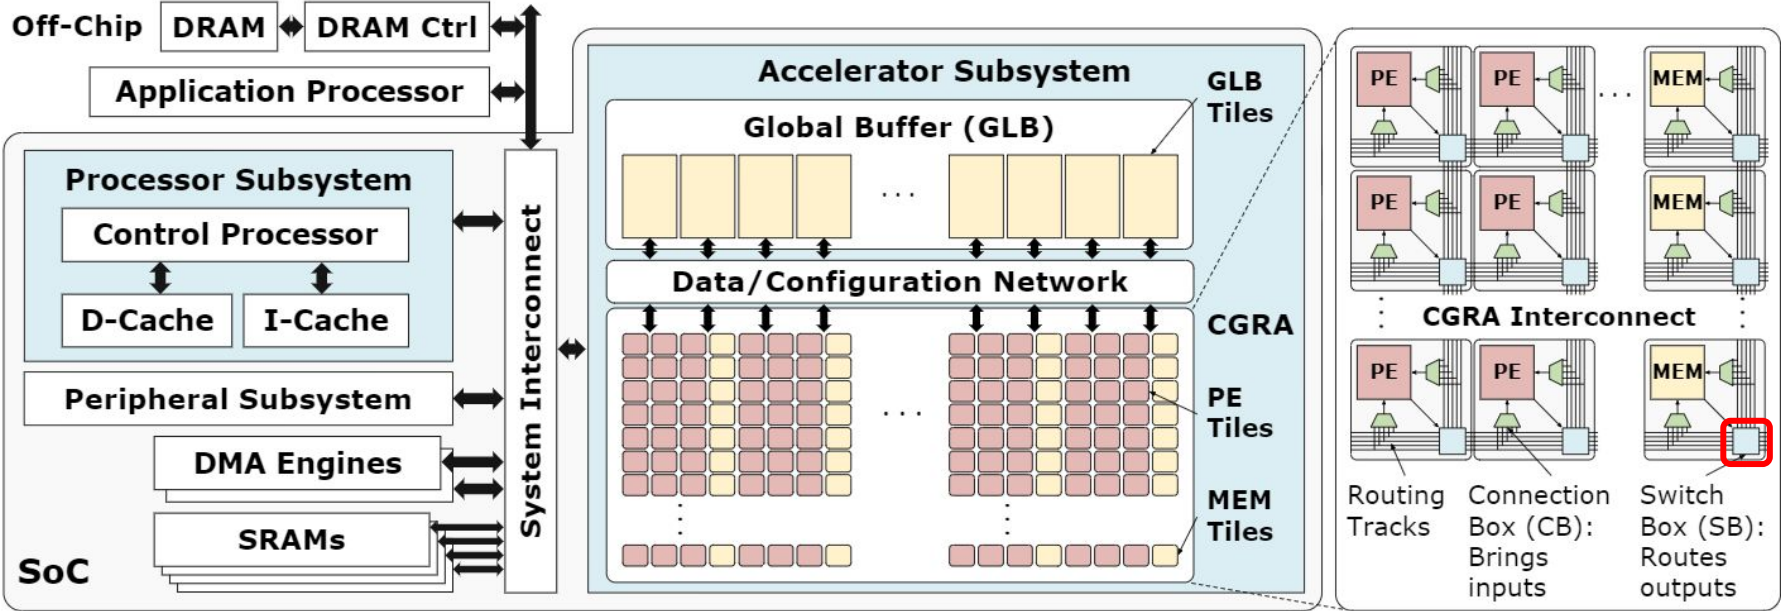 Off-Chip
DRAM
DRAM Ctrl
Application Processor
Processor Subsystem
Control Processor
D-Cache
I-Cache
Peripheral Subsystem
DMA Engines
SRAMs
SoC
System Interconnect
Accelerator Subsystem
Global Buffer (GLB)
...
GLB
Tiles
Data/Configuration Network
CGRA
...
PE
Tiles
MEM
Tiles
PE
PE
...
MEM
PE
PE
MEM
CGRA Interconnect
PE
PE
MEM
Routing
Tracks
Connection
Box (CB):
Brings
inputs
Switch
Box (SB):
Routes
outputs